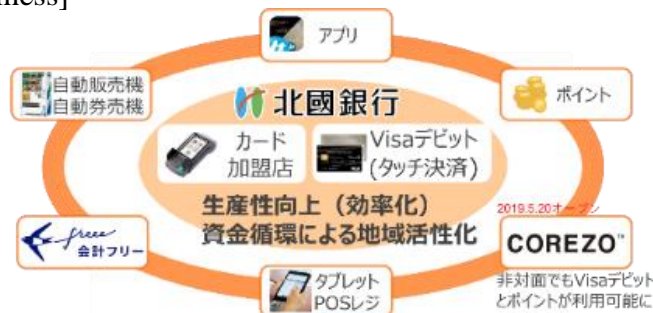 ness]
アプリ
自動販売機
自動券売機
ポイント
北國銀行
カード
加盟店
Visaデビット
(タッチ決済)
生産性向上（効率化）
資金循環による地域活性化
2019.5.20オープン
freee
会計フリー
COREZO™
タブレット
POSレジ
非対面でもVisaデビット
とポイントが利用可能に